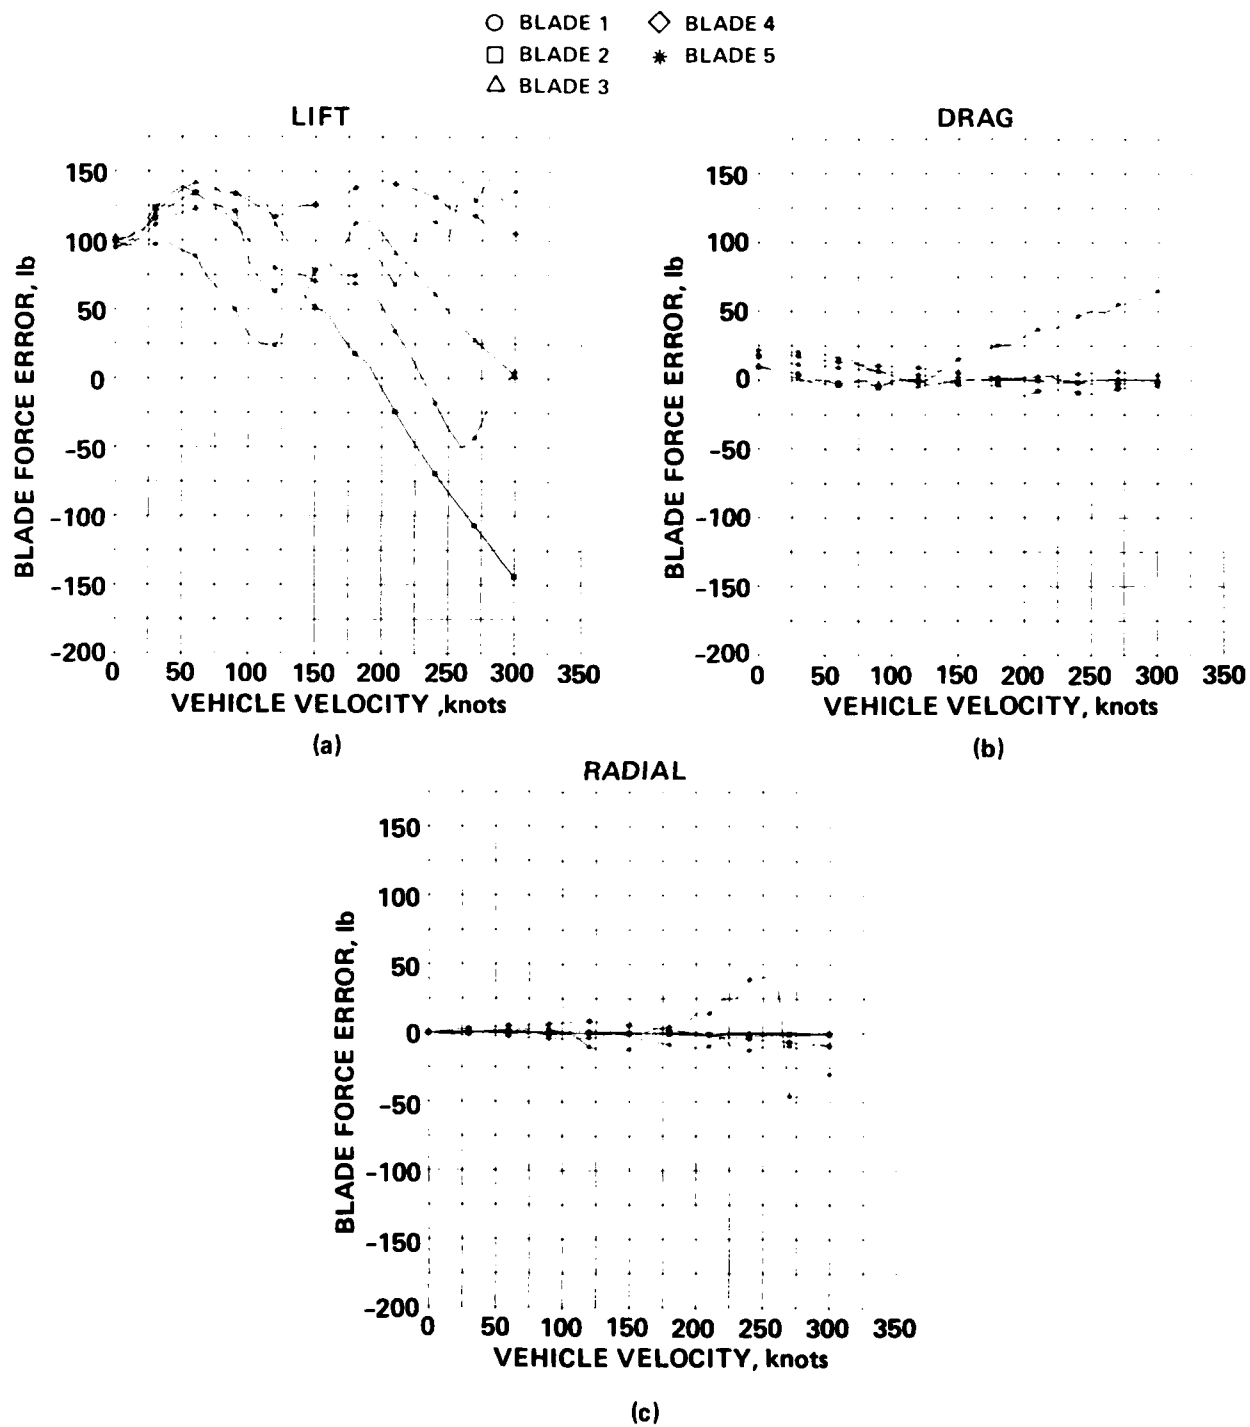 BLADE 1 BLADE 4
BLADE 2 BLADE 5
BLADE 3
LIFT
150
100
50
0
-50
-100
-150
-200
BLADE FORCE ERROR, lb
0 50 100 150 200 250 300 350
VEHICLE VELOCITY ,knots
(a)
DRAG
150
100
50
0
-50
-100
-150
-200
BLADE FORCE ERROR, lb
0 50 100 150 200 250 300 350
VEHICLE VELOCITY, knots
(b)
RADIAL
150
100
50
0
-50
-100
-150
-200
BLADE FORCE ERROR, lb
0 50 100 150 200 250 300 350
VEHICLE VELOCITY, knots
(c)